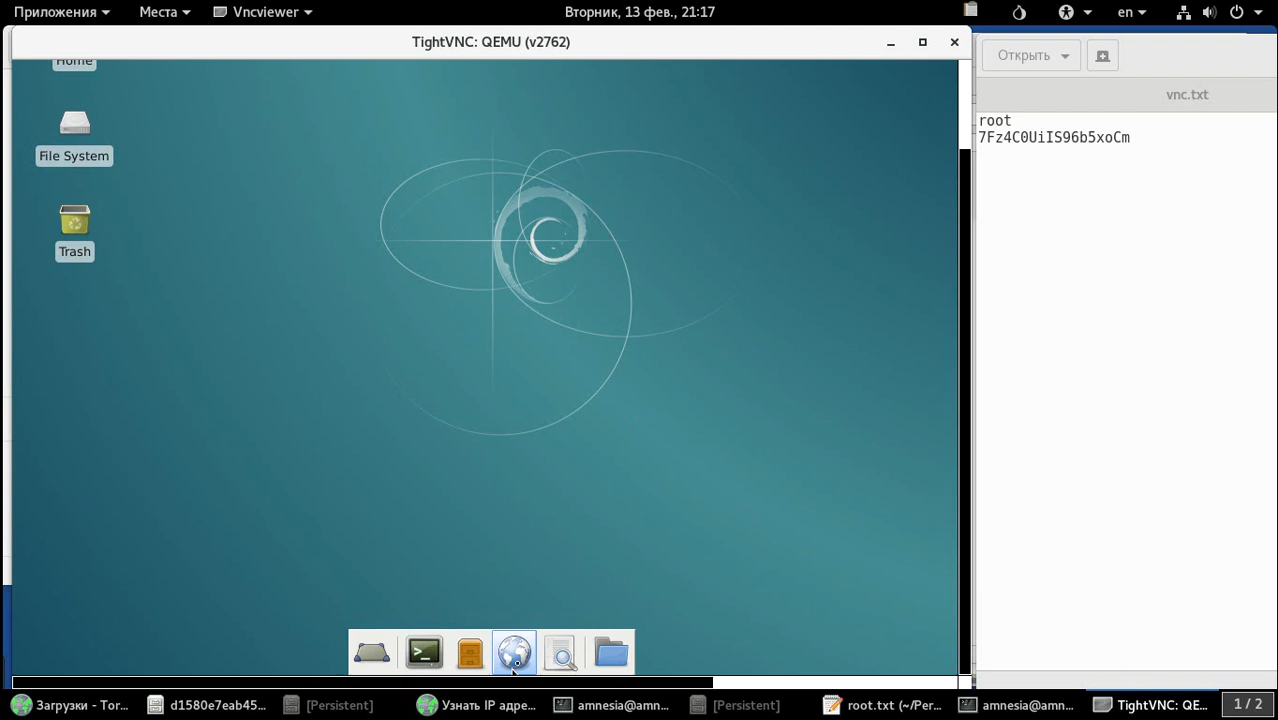 Приложения Места Vncviewer Вторник, 13 фев., 21:17 en
TightVNC: QEMU (v2762)
Открыть
vnc.txt
root
7Fz4C0UiIS96b5xoCm
Home
File System
Trash
Загрузки - Tor... d1580e7eab45... [Persistent] Узнать IP адре... amnesia@amn... [Persistent] root.txt (~/Per... amnesia@amn... TightVNC: QE... 1 / 2